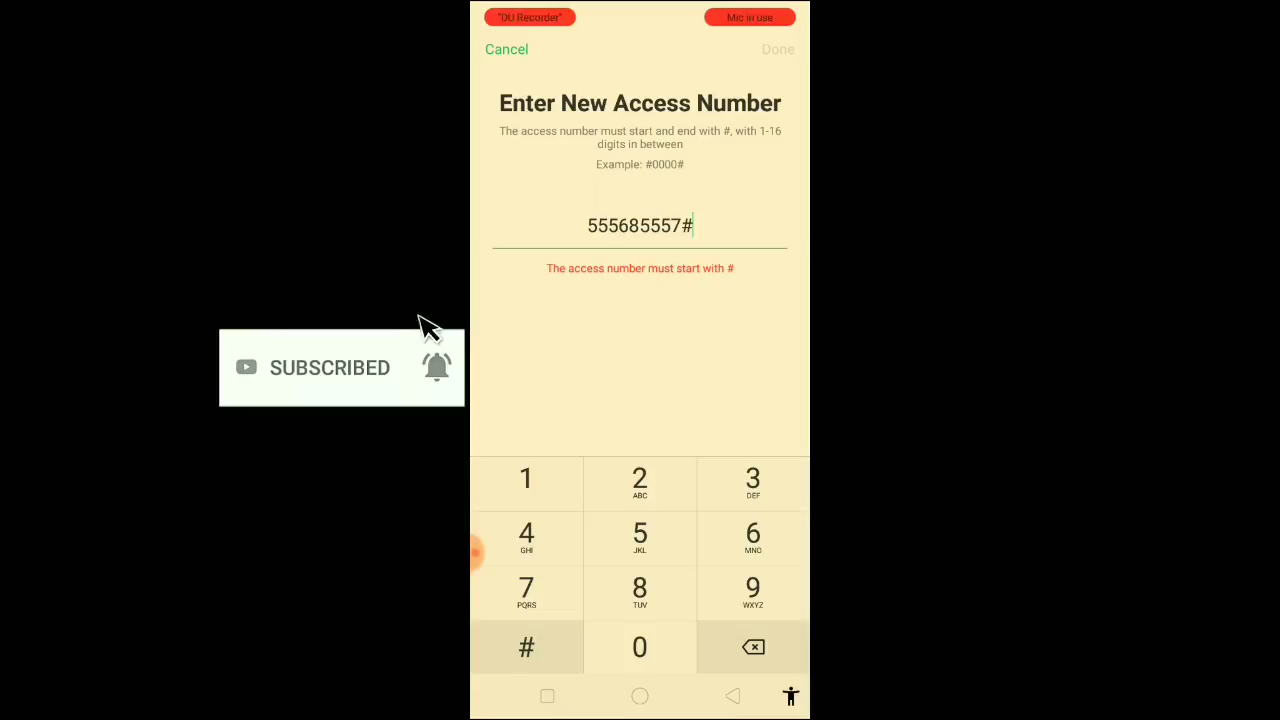 "DU Recorder"
Mic in use
Cancel
Done
Enter New Access Number
The access number must start and end with #, with 1-16
digits in between
Example: #0000#
555685557#
The access number must start with #
SUBSCRIBED
1
2
ABC
3
DEF
4
GHI
5
JKL
6
MNO
7
PQRS
8
TUV
9
WXYZ
#
0